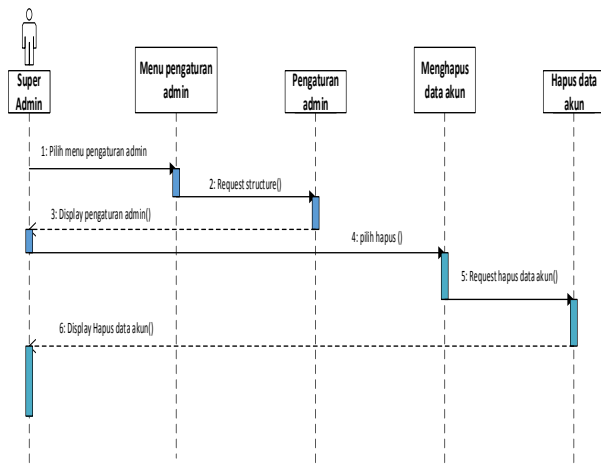 Super
Admin
Menu pengaturan
admin
Pengaturan
admin
Menghapus
data akun
Hapus data
akun
1: Pilih menu pengaturan admin
2: Request structure()
3: Display pengaturan admin()
4: pilih hapus ()
5: Request hapus data akun()
6: Display Hapus data akun()